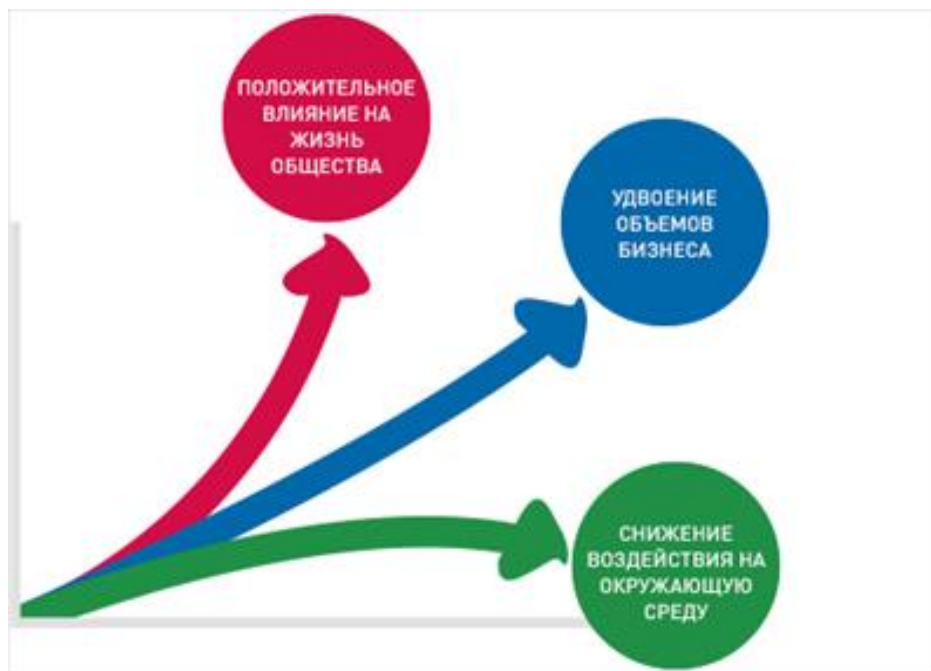 ПОЛОЖИТЕЛЬНОЕ
ВЛИЯНИЕ НА
ЖИЗНЬ
ОБЩЕСТВА
УДВОЕНИЕ
ОБЪЕМОВ
БИЗНЕСА
СНИЖЕНИЕ
ВОЗДЕЙСТВИЯ НА
ОКРУЖАЮЩУЮ
СРЕДУ